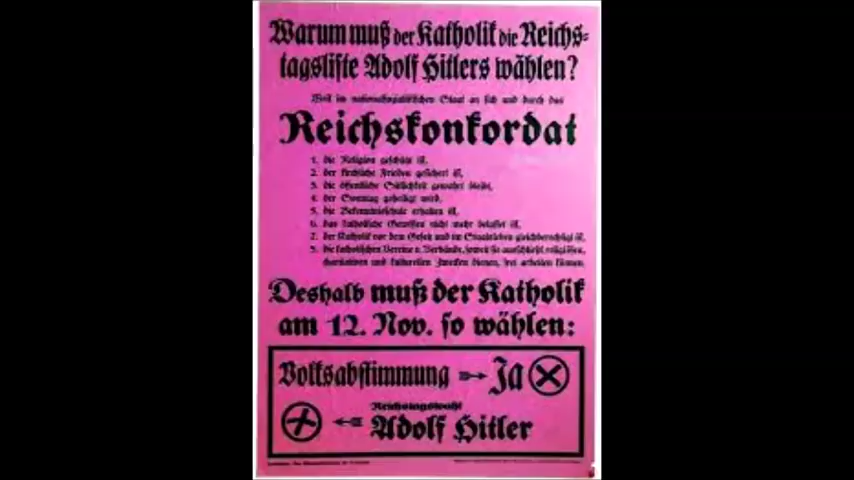 Warum muß der Katholik die Reichs-
tagsliste Adolf Hitlers wählen?
Weil im nationalsozialistischen Staat an sich und durch das
Reichskonkordat
1. die Religion geschützt ist,
2. der kirchliche Frieden gesichert ist,
3. die öffentliche Sittlichkeit gewahrt bleibt,
4. der Sonntag geheiligt wird,
5. die Bekenntnisschule erhalten ist,
6. das katholische Gewissen nicht mehr belastet ist,
7. der Katholik vor dem Gesetz und im Staatsleben gleichberechtigt ist,
8. die katholischen Vereine u. Verbände, soweit sie ausschließl. religiösen,
charitativen und kulturellen Zwecken dienen, frei arbeiten können.
Deshalb muß der Katholik
am 12. Nov. so wählen:
Volksabstimmung Ja
Reichstagswahl
Adolf Hitler